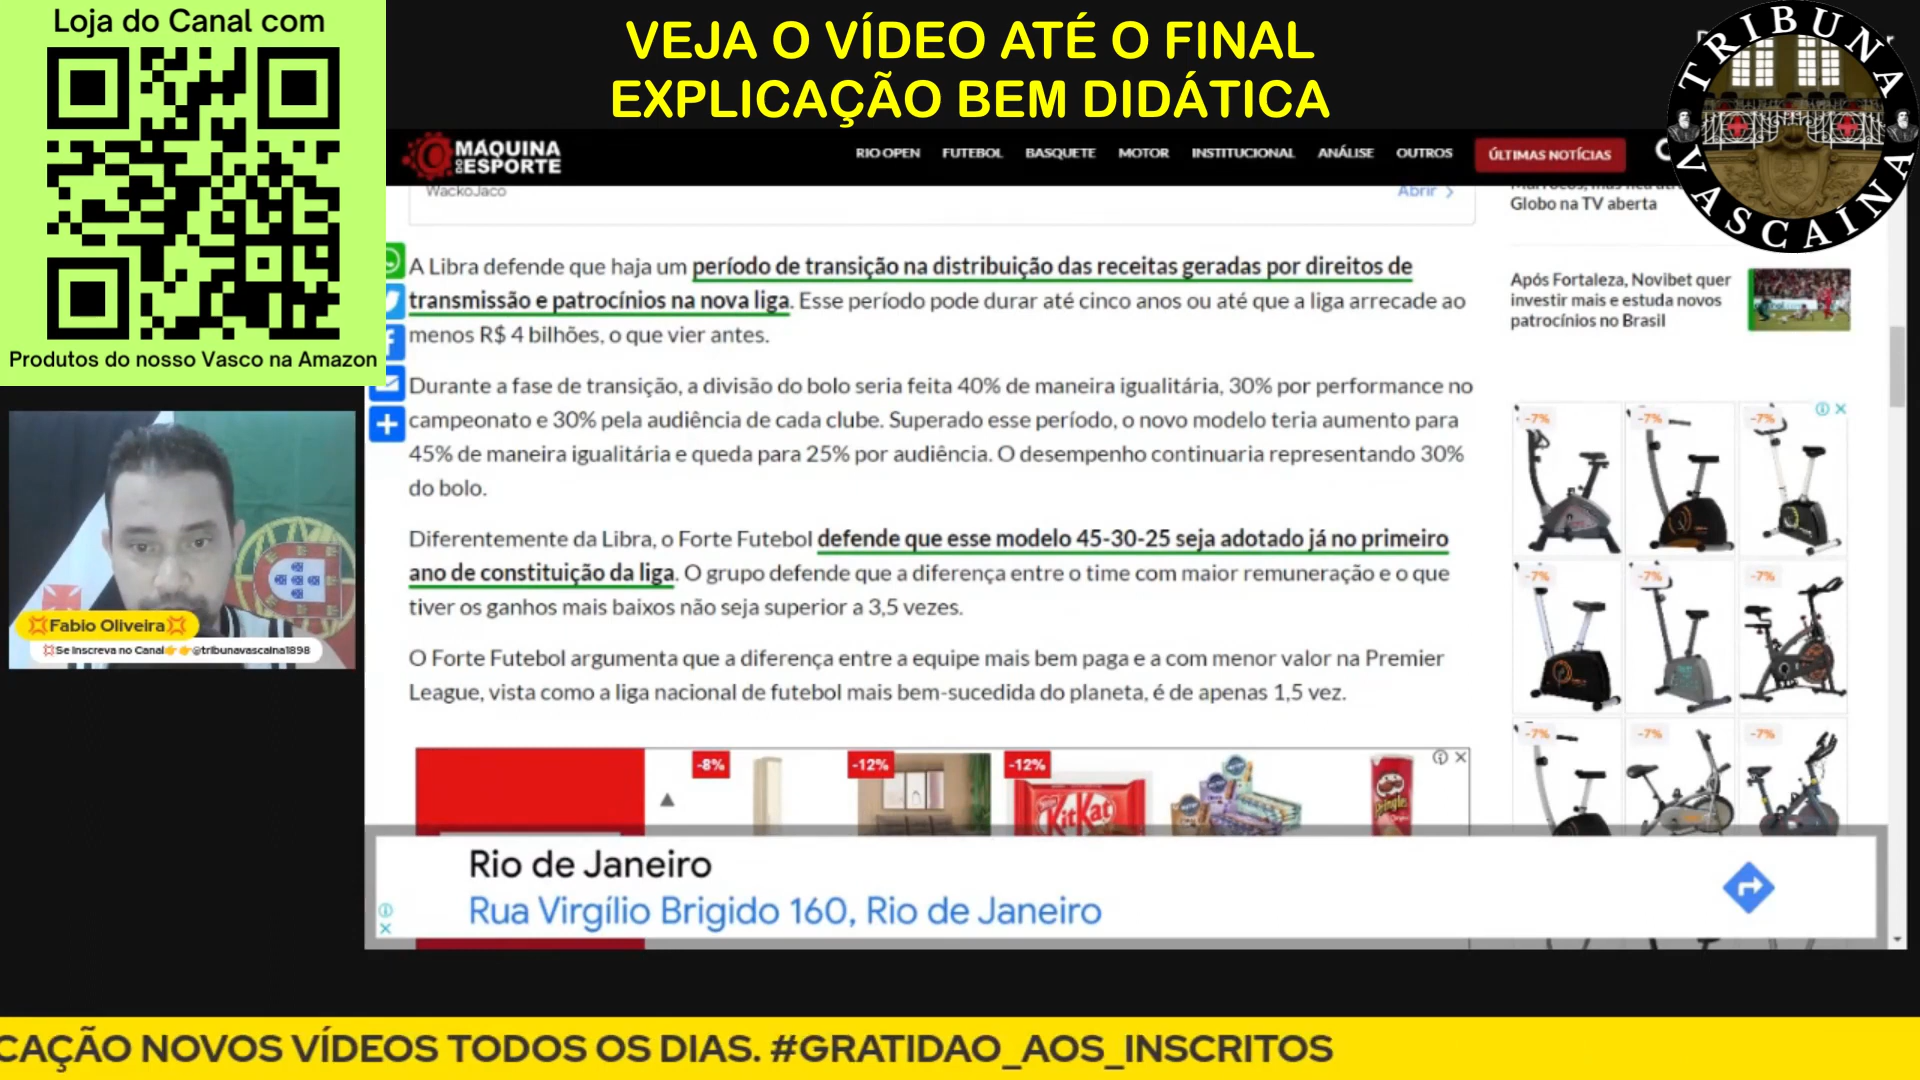 Loja do Canal com
Produtos do nosso Vasco na Amazon
VEJA O VÍDEO ATÉ O FINAL
EXPLICAÇÃO BEM DIDÁTICA
TRIBUNA
VASCAÍNA
MÁQUINA
DO ESPORTE
RIO OPEN FUTEBOL BASQUETE MOTOR INSTITUCIONAL ANÁLISE OUTROS ÚLTIMAS NOTÍCIAS
WackoJaco
Abrir
Globo na TV aberta
A Libra defende que haja um período de transição na distribuição das receitas geradas por direitos de
transmissão e patrocínios na nova liga. Esse período pode durar até cinco anos ou até que a liga arrecade ao
menos R$ 4 bilhões, o que vier antes.
Durante a fase de transição, a divisão do bolo seria feita 40% de maneira igualitária, 30% por performance no
campeonato e 30% pela audiência de cada clube. Superado esse período, o novo modelo teria aumento para
45% de maneira igualitária e queda para 25% por audiência. O desempenho continuaria representando 30%
do bolo.
Diferentemente da Libra, o Forte Futebol defende que esse modelo 45-30-25 seja adotado já no primeiro
ano de constituição da liga. O grupo defende que a diferença entre o time com maior remuneração e o que
tiver os ganhos mais baixos não seja superior a 3,5 vezes.
O Forte Futebol argumenta que a diferença entre a equipe mais bem paga e a com menor valor na Premier
League, vista como a liga nacional de futebol mais bem-sucedida do planeta, é de apenas 1,5 vez.
Após Fortaleza, Novibet quer
investir mais e estuda novos
patrocínios no Brasil
-7% -7% -7%
-7% -7% -7%
-7% -7% -7%
Fabio Oliveira
Se Inscreva no Canal @tribunavascaina1898
-8% -12% -12%
KitKat
Pringles
Rio de Janeiro
Rua Virgílio Brigido 160, Rio de Janeiro
CAÇÃO NOVOS VÍDEOS TODOS OS DIAS. #GRATIDAO_AOS_INSCRITOS